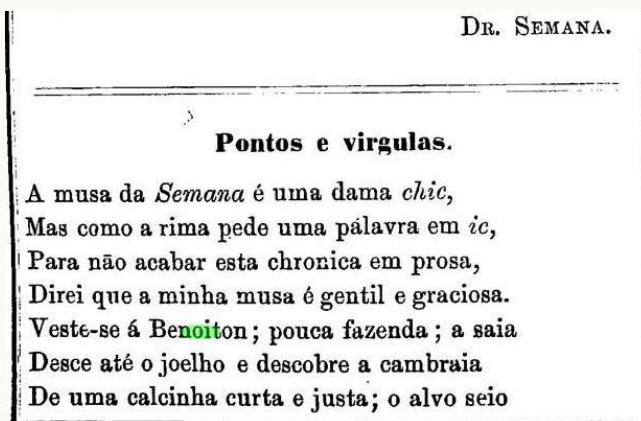 DR. SEMANA.
Pontos e virgulas.
A musa da Semana é uma dama chic,
Mas como a rima pede uma pálavra em ic,
Para não acabar esta chronica em prosa,
Direi que a minha musa é gentil e graciosa.
Veste-se á Benoiton; pouca fazenda; a saia
Desce até o joelho e descobre a cambraia
De uma calcinha curta e justa; o alvo seio